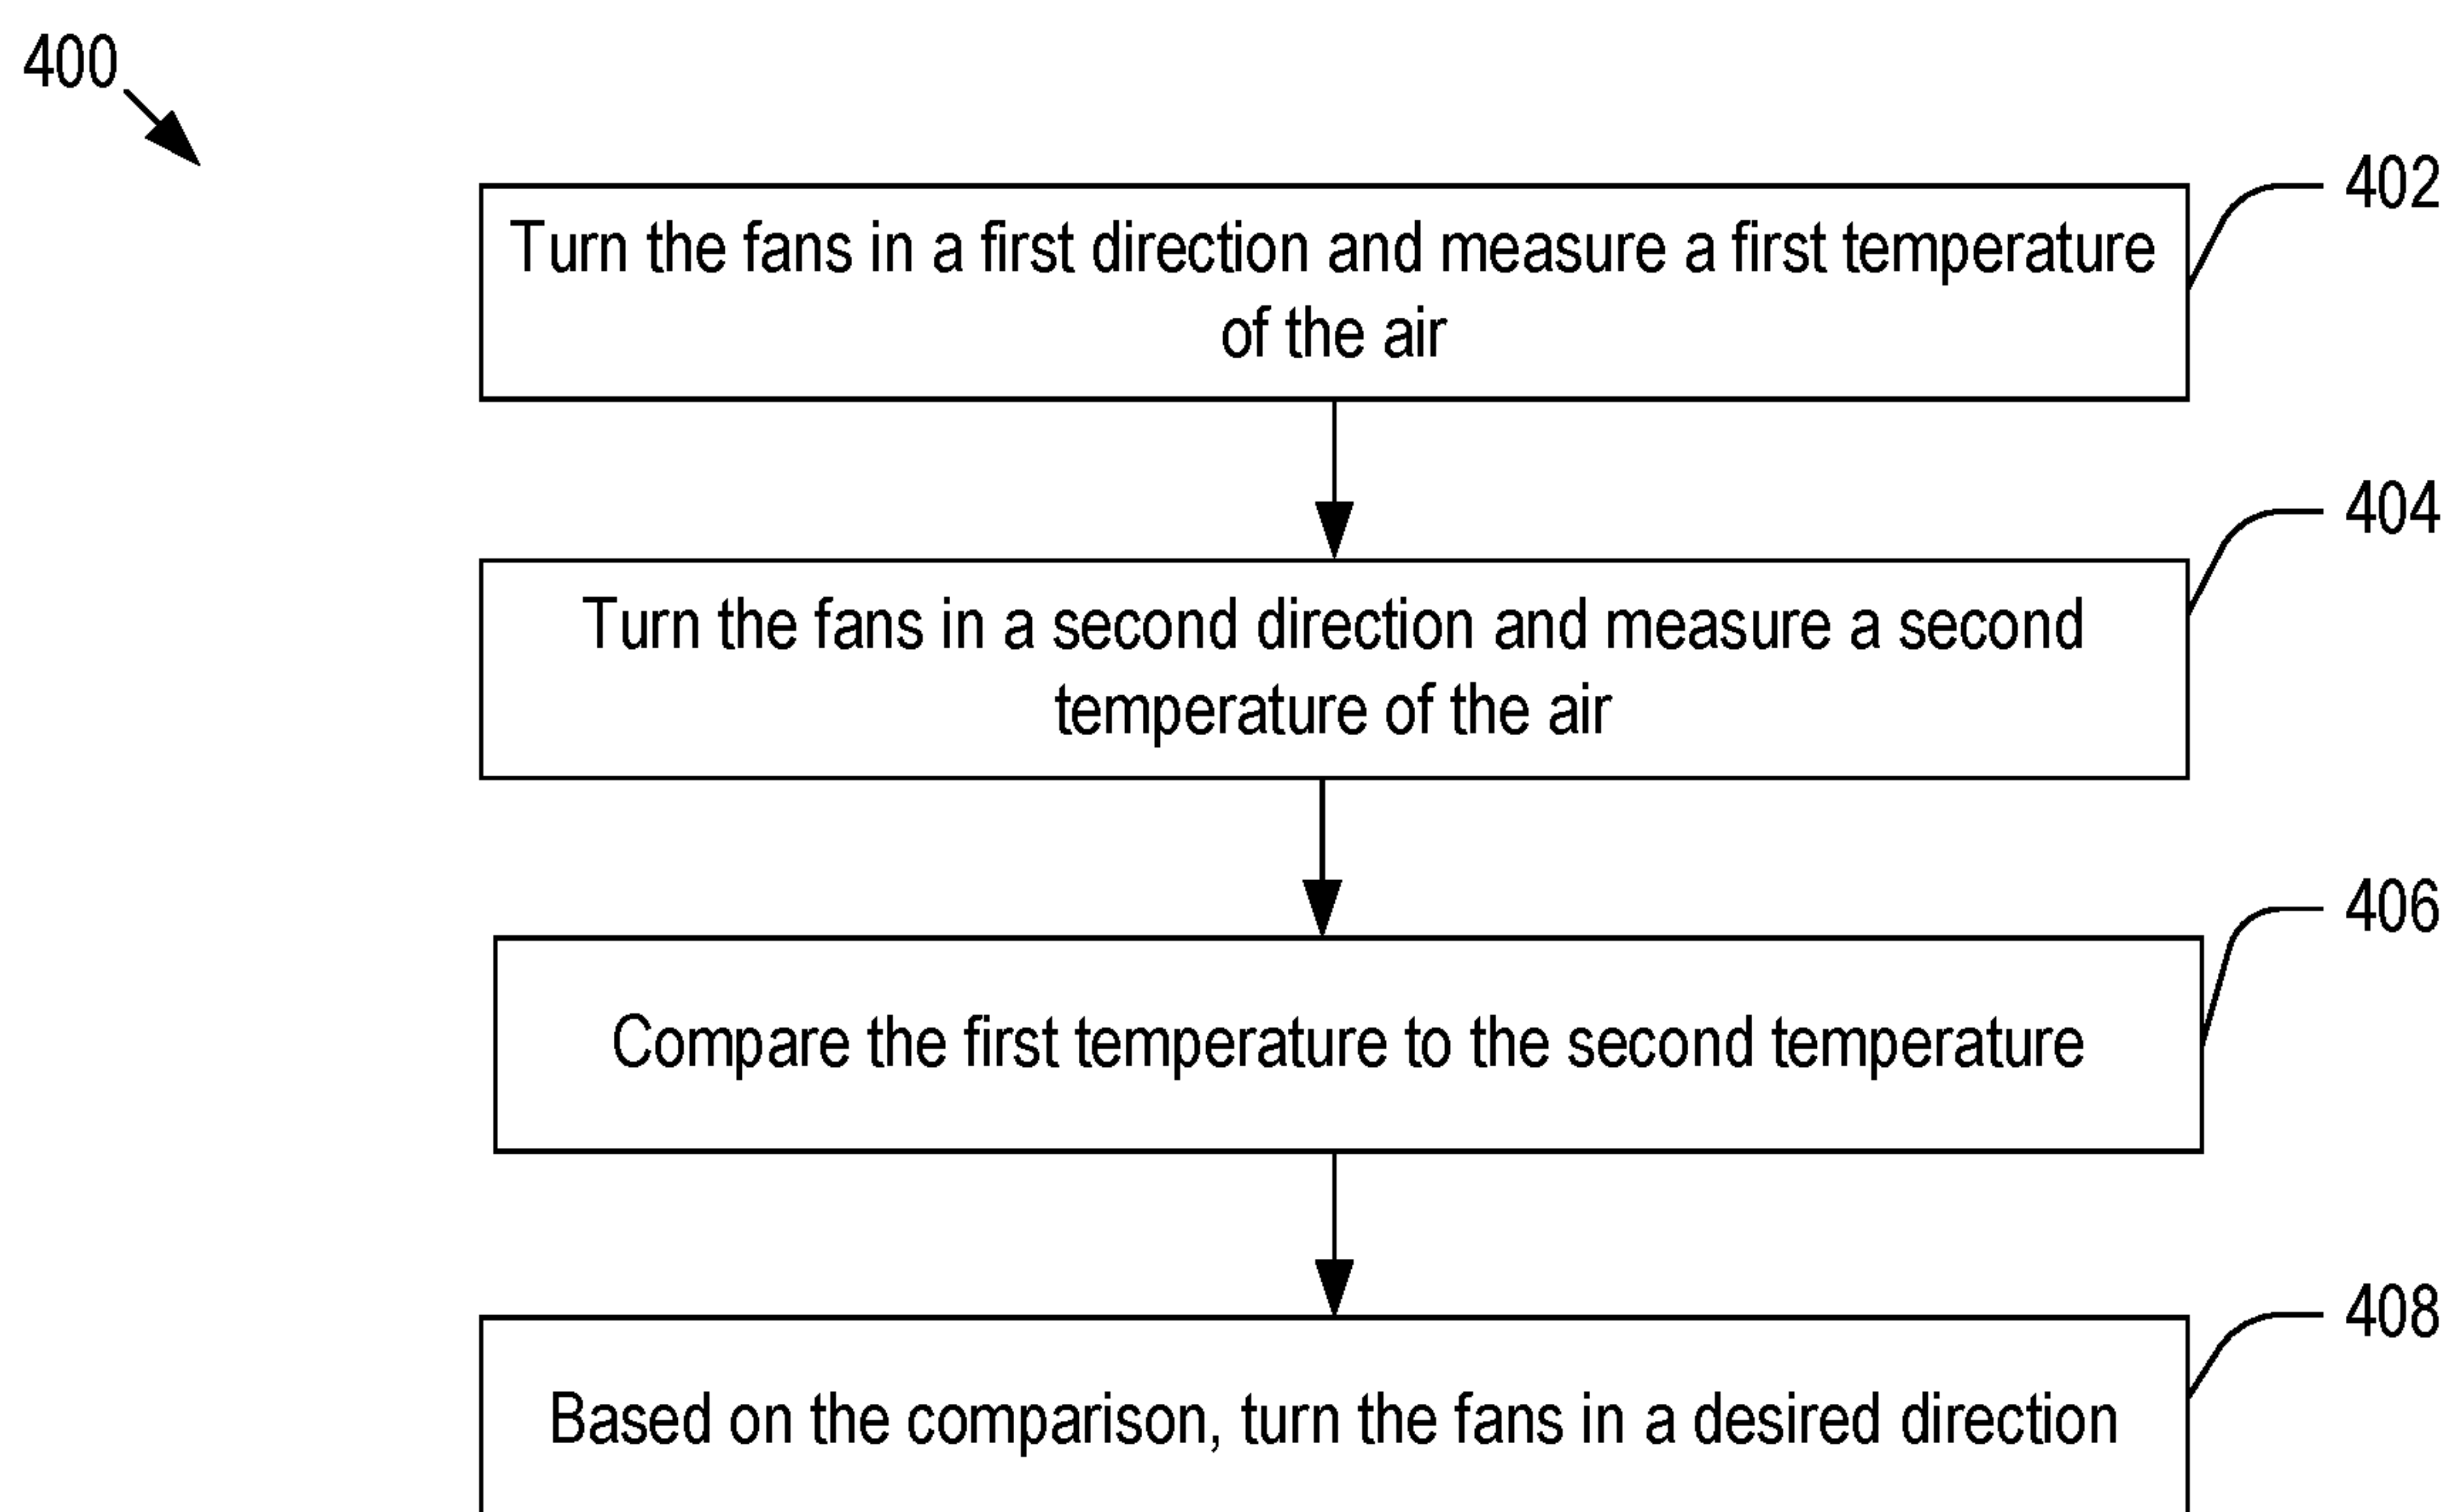 400
402
Turn the fans in a first direction and measure a first temperature
of the air
404
Turn the fans in a second direction and measure a second
temperature of the air
406
Compare the first temperature to the second temperature
408
Based on the comparison, turn the fans in a desired direction